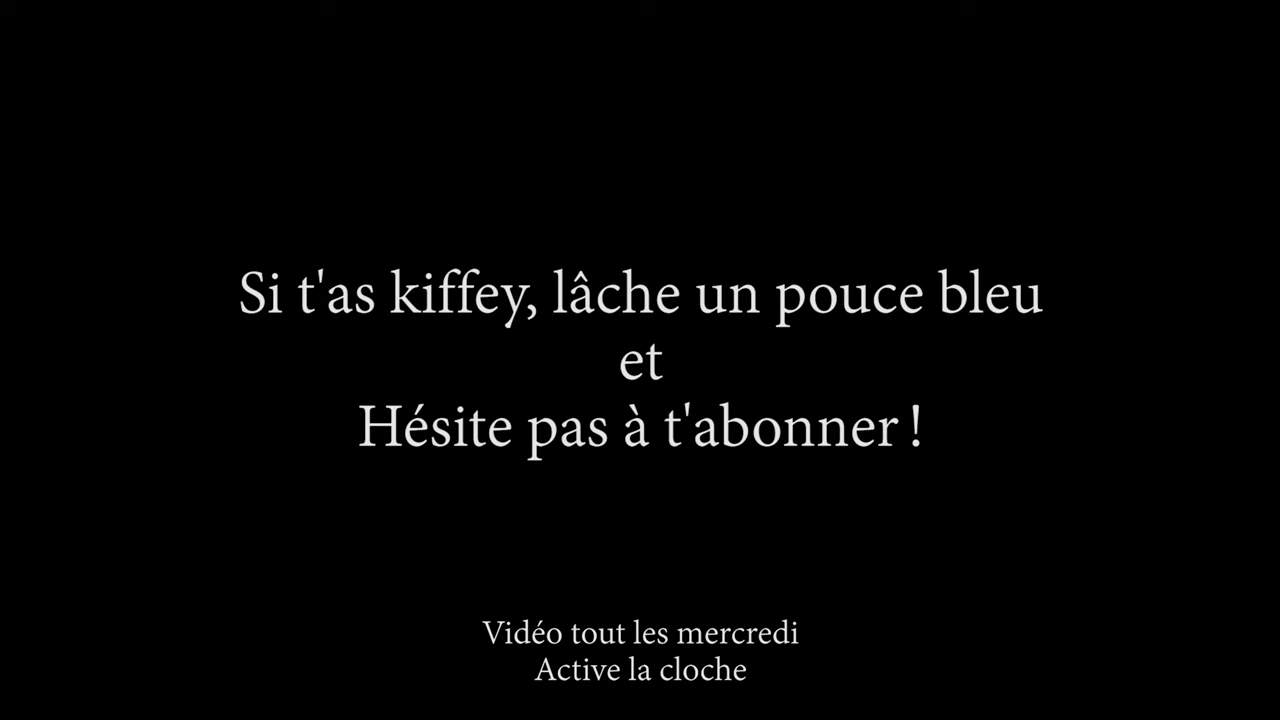 Si t'as kiffey, lâche un pouce bleu
et
Hésite pas à t'abonner !
Vidéo tout les mercredi
Active la cloche